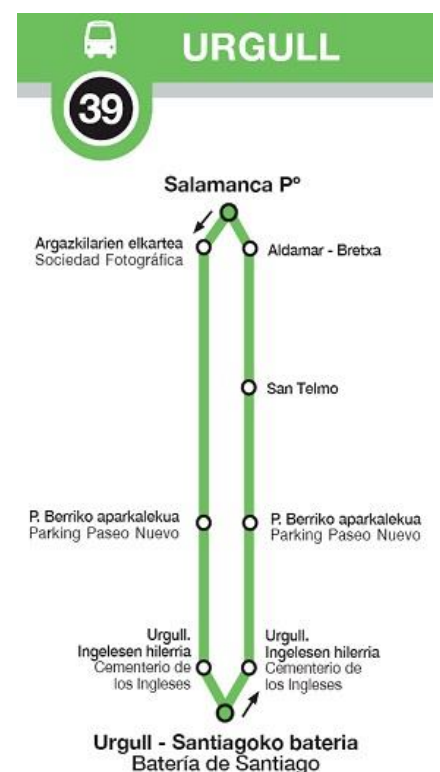 URGULL
39
Salamanca Pº
Argazkilarien elkartea
Sociedad Fotográfica
Aldamar - Bretxa
San Telmo
P. Berriko aparkalekua
Parking Paseo Nuevo
P. Berriko aparkalekua
Parking Paseo Nuevo
Urgull.
Ingelesen hilerria
Cementerio de
los Ingleses
Urgull.
Ingelesen hilerria
Cementerio de
los Ingleses
Urgull - Santiagoko bateria
Batería de Santiago